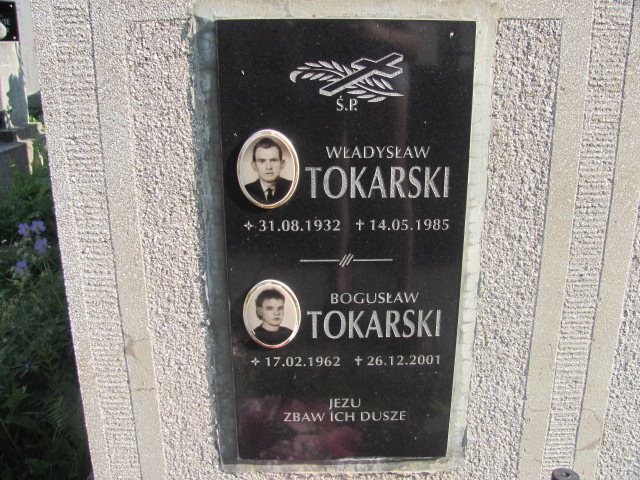 Ś.P.
WŁADYSŁAW
TOKARSKI
✧31.08.1932 ✝14.05.1985
BOGUSŁAW
TOKARSKI
✧17.02.1962 ✝26.12.2001
JEZU
ZBAW ICH DUSZE